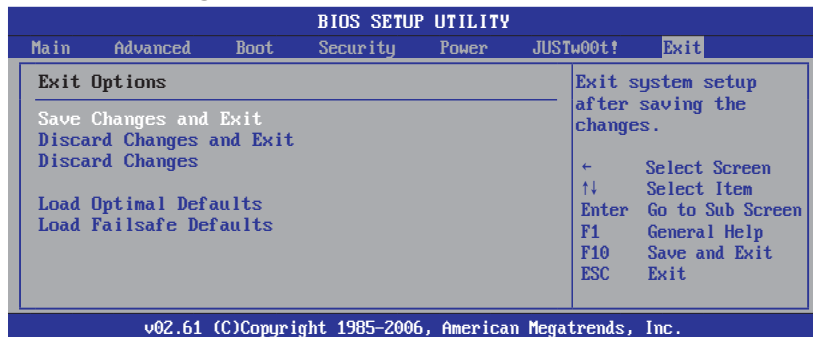 BIOS SETUP UTILITY
Main Advanced Boot Security Power JUSTw00t! Exit
Exit Options
Save Changes and Exit
Discard Changes and Exit
Discard Changes
Load Optimal Defaults
Load Failsafe Defaults
Exit system setup
after saving the
changes.
← Select Screen
↑↓ Select Item
Enter Go to Sub Screen
F1 General Help
F10 Save and Exit
ESC Exit
v02.61 (C)Copyright 1985-2006, American Megatrends, Inc.